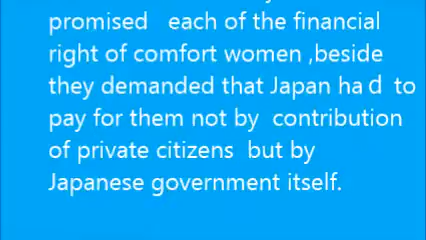 promised each of the financial
right of comfort women ,beside
they demanded that Japan had to
pay for them not by contribution
of private citizens but by
Japanese government itself.